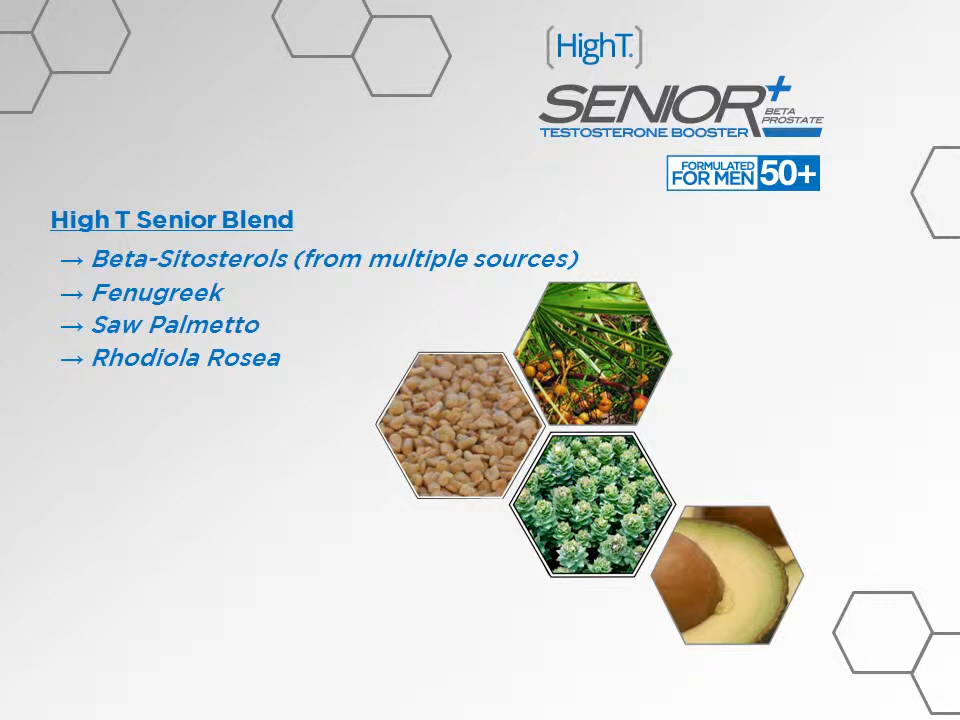 [HighT.]
SENIOR+
BETA
PROSTATE
TESTOSTERONE BOOSTER
FORMULATED
FOR MEN 50+
High T Senior Blend
→ Beta-Sitosterols (from multiple sources)
→ Fenugreek
→ Saw Palmetto
→ Rhodiola Rosea